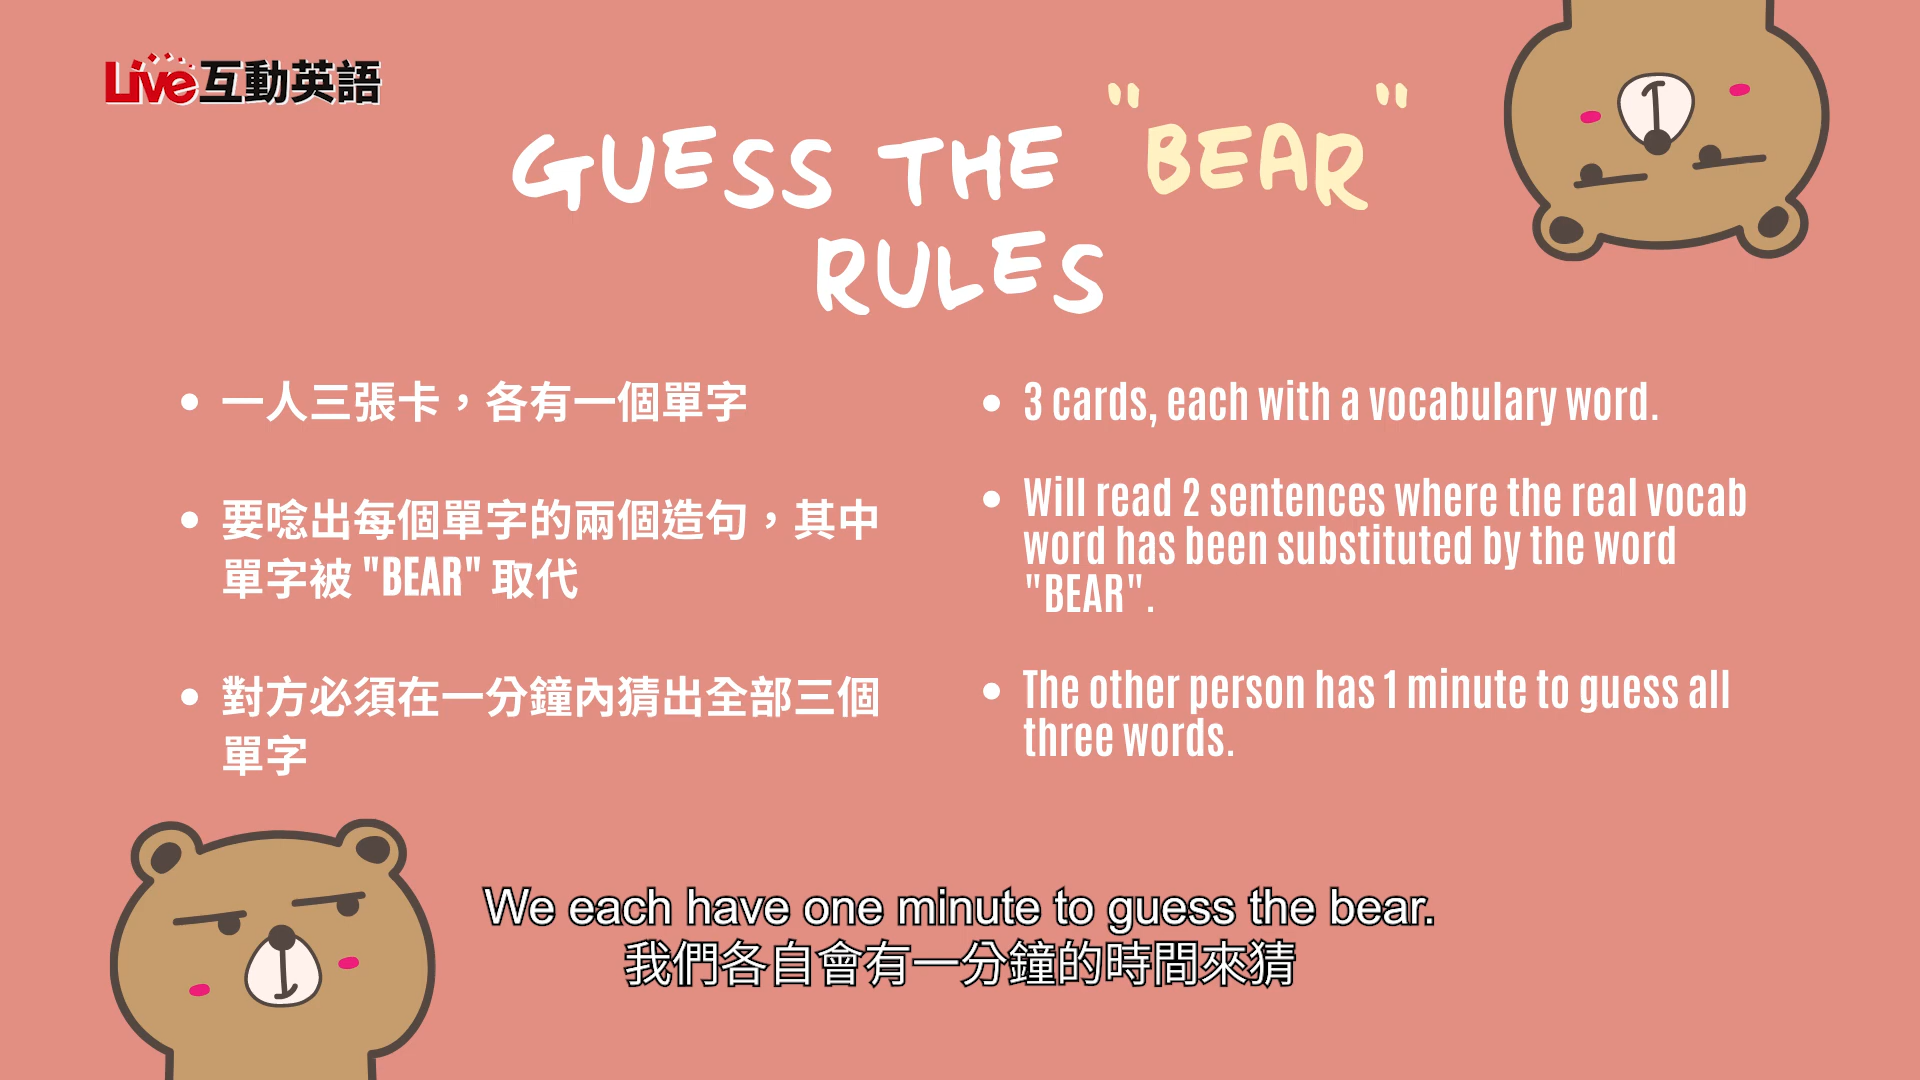 Live互動英語
GUESS THE "BEAR"
RULES
一人三張卡，各有一個單字
要唸出每個單字的兩個造句，其中
單字被 "BEAR" 取代
對方必須在一分鐘內猜出全部三個
單字
3 cards, each with a vocabulary word.
Will read 2 sentences where the real vocab
word has been substituted by the word
"BEAR".
The other person has 1 minute to guess all
three words.
We each have one minute to guess the bear.
我們各自會有一分鐘的時間來猜